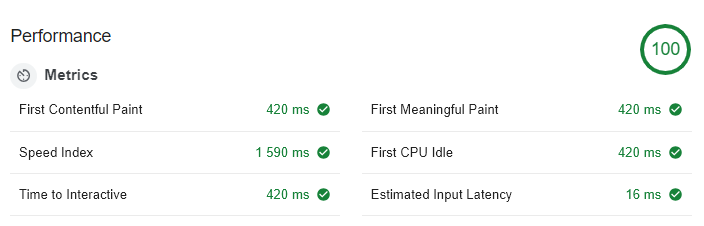 Performance
100
Metrics
First Contentful Paint 420 ms
First Meaningful Paint 420 ms
Speed Index 1 590 ms
First CPU Idle 420 ms
Time to Interactive 420 ms
Estimated Input Latency 16 ms